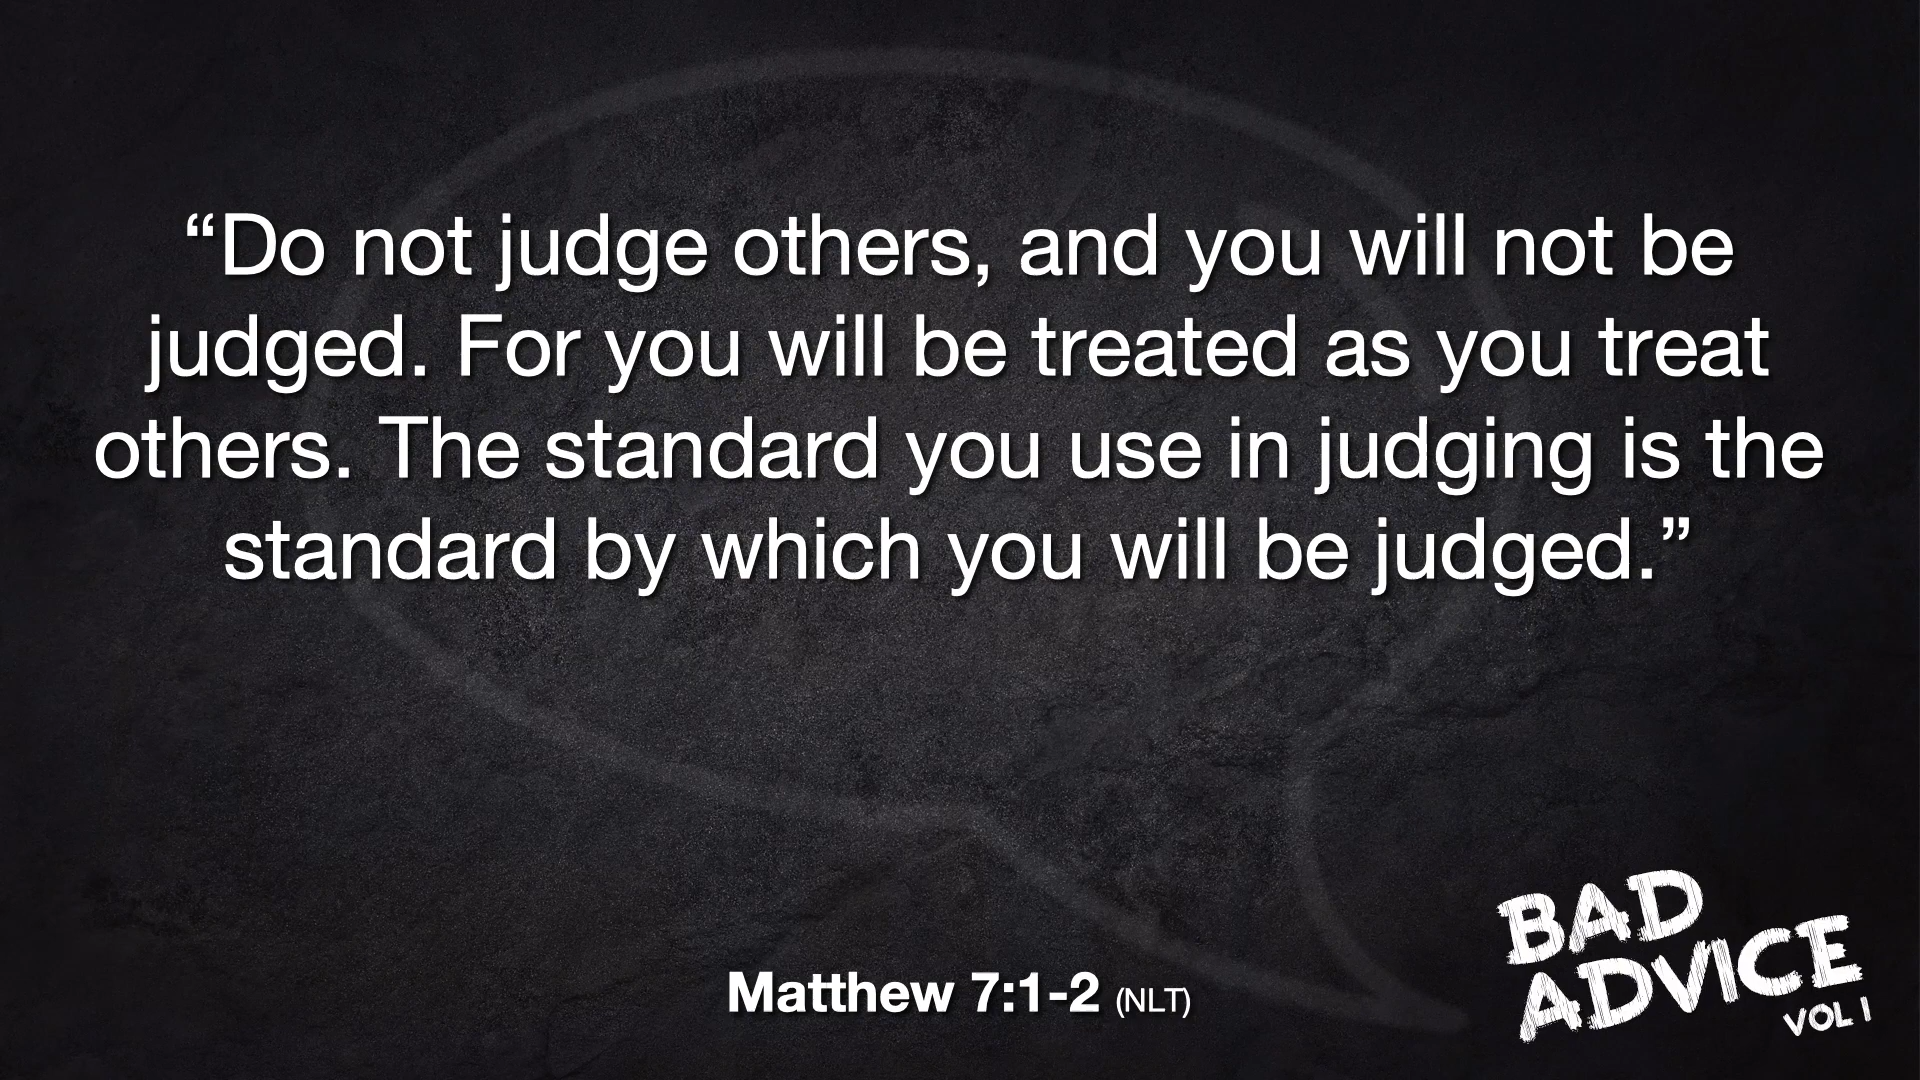 “Do not judge others, and you will not be
judged. For you will be treated as you treat
others. The standard you use in judging is the
standard by which you will be judged.”
Matthew 7:1-2 (NLT)
BAD
ADVICE
VOL 1